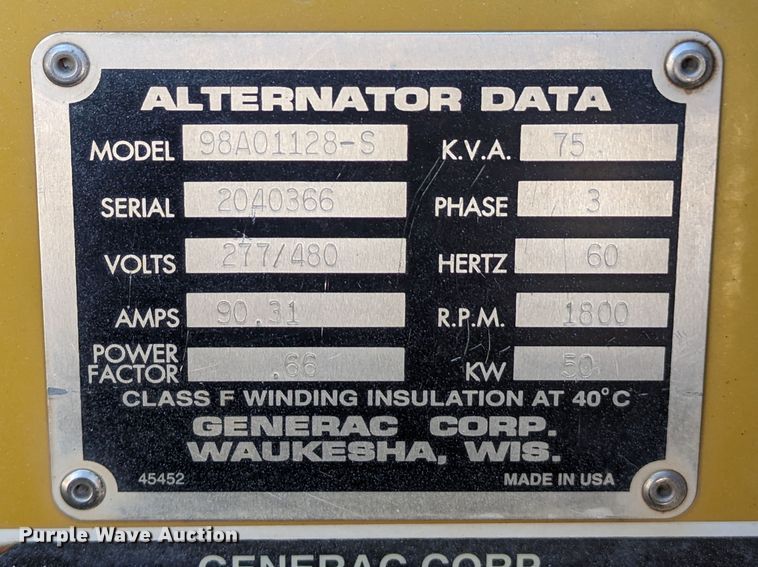 ALTERNATOR DATA
MODEL 98A01128-S K.V.A. 75
SERIAL 2040366 PHASE 3
VOLTS 277/480 HERTZ 60
AMPS 90.31 R.P.M. 1800
POWER
FACTOR .66 KW 50
CLASS F WINDING INSULATION AT 40°C
GENERAC CORP.
WAUKESHA, WIS.
45452 MADE IN USA
Purple Wave Auction
GENERAC CORP